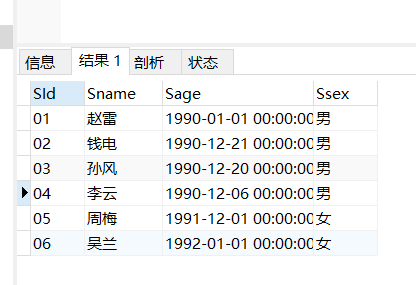 信息 结果 1 剖析 状态
SId Sname Sage Ssex
01 赵雷 1990-01-01 00:00:00 男
02 钱电 1990-12-21 00:00:00 男
03 孙风 1990-12-20 00:00:00 男
04 李云 1990-12-06 00:00:00 男
05 周梅 1991-12-01 00:00:00 女
06 吴兰 1992-01-01 00:00:00 女